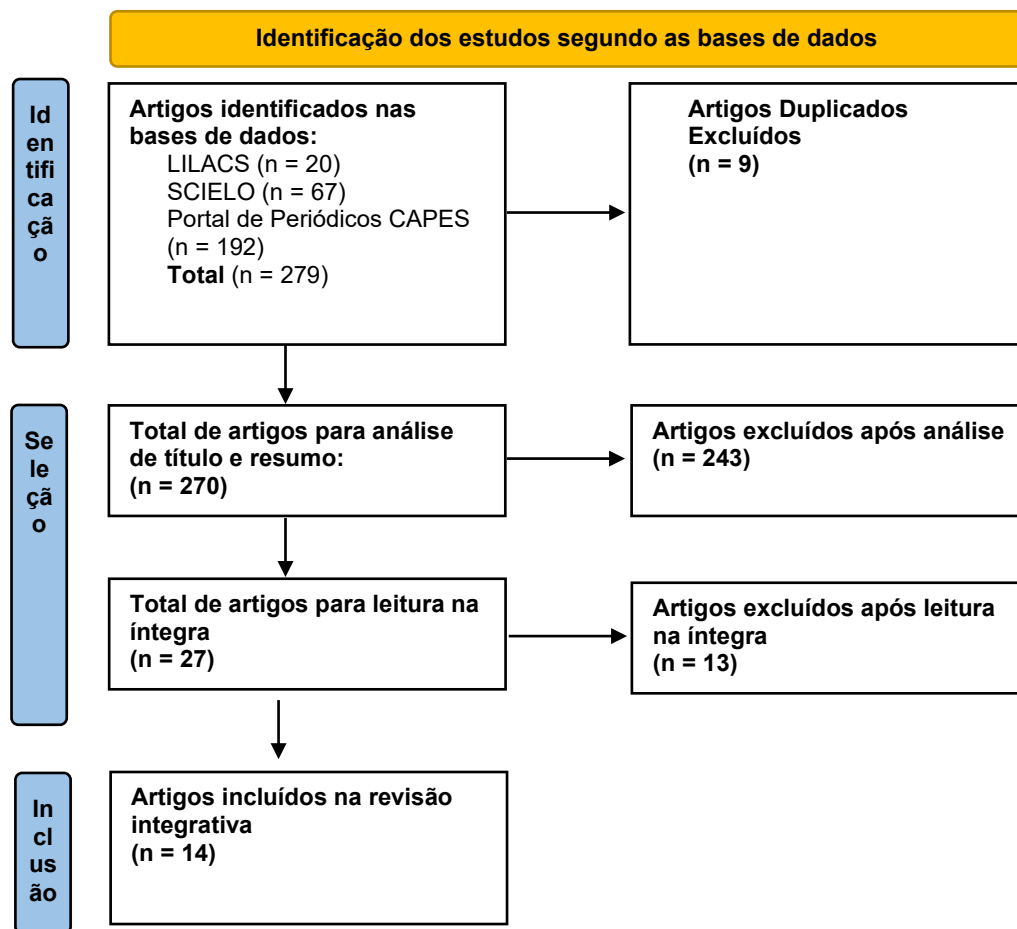 Identificação dos estudos segundo as bases de dados
Id
en
tifi
ca
çã
o
Artigos identificados nas
bases de dados:
LILACS (n = 20)
SCIELO (n = 67)
Portal de Periódicos CAPES
(n = 192)
Total (n = 279)
Artigos Duplicados
Excluídos
(n = 9)
Se
le
çã
o
Total de artigos para análise
de título e resumo:
(n = 270)
Artigos excluídos após análise
(n = 243)
Total de artigos para leitura na
íntegra
(n = 27)
Artigos excluídos após leitura
na íntegra
(n = 13)
In
cl
us
ão
Artigos incluídos na revisão
integrativa
(n = 14)